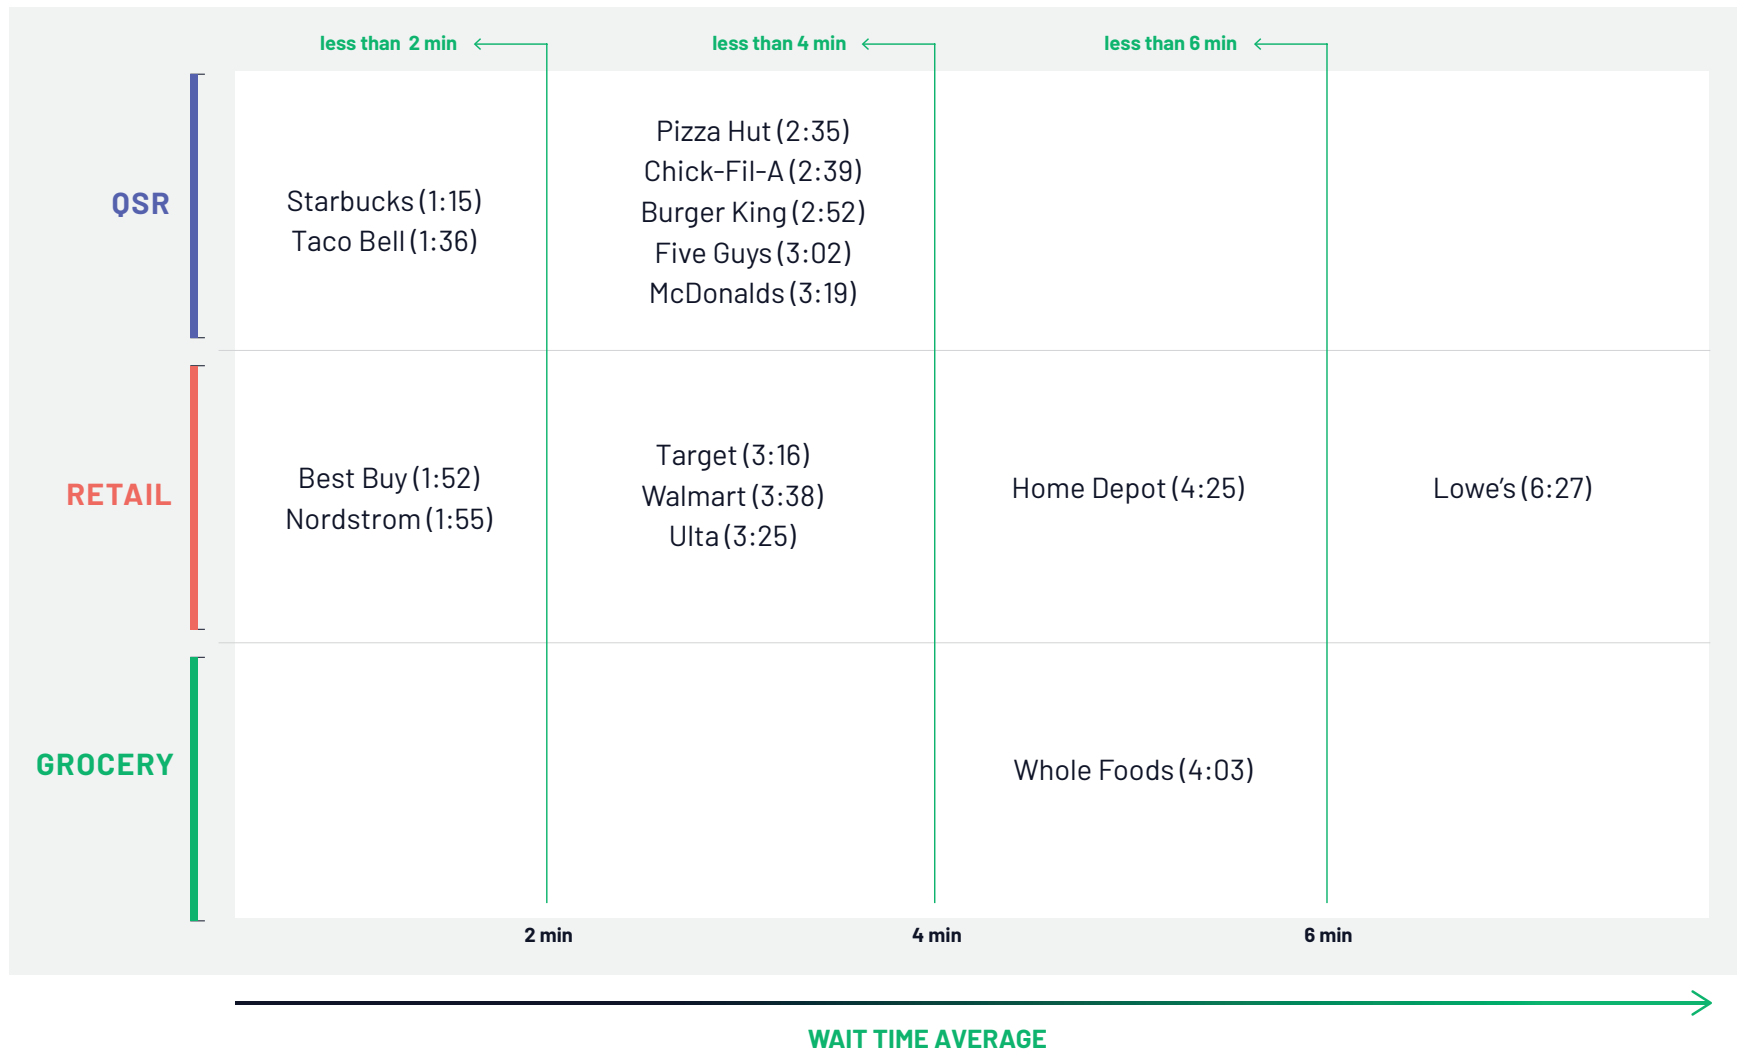 less than 2 min
less than 4 min
less than 6 min
QSR
Starbucks (1:15)
Taco Bell (1:36)
Pizza Hut (2:35)
Chick-Fil-A (2:39)
Burger King (2:52)
Five Guys (3:02)
McDonalds (3:19)
RETAIL
Best Buy (1:52)
Nordstrom (1:55)
Target (3:16)
Walmart (3:38)
Ulta (3:25)
Home Depot (4:25)
Lowe’s (6:27)
GROCERY
Whole Foods (4:03)
2 min
4 min
6 min
WAIT TIME AVERAGE